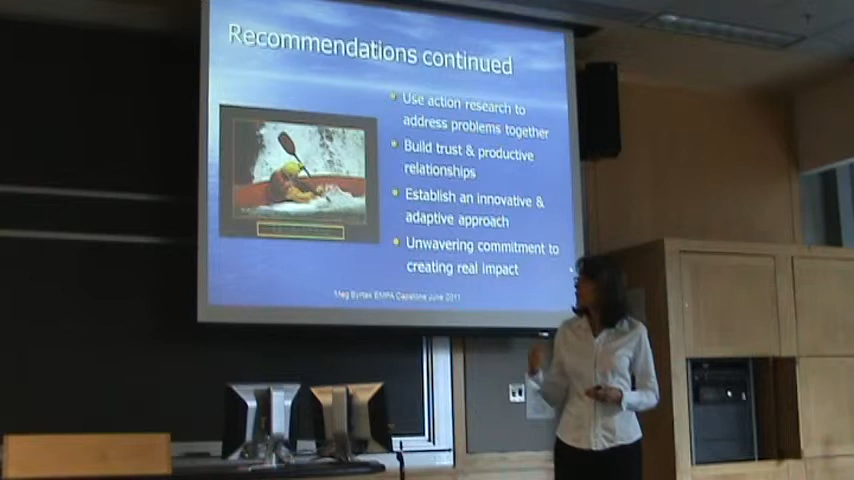 Recommendations continued
Use action research to
address problems together
Build trust & productive
relationships
Establish an innovative &
adaptive approach
Unwavering commitment to
creating real impact
Meg EMPA Capstone June 2011